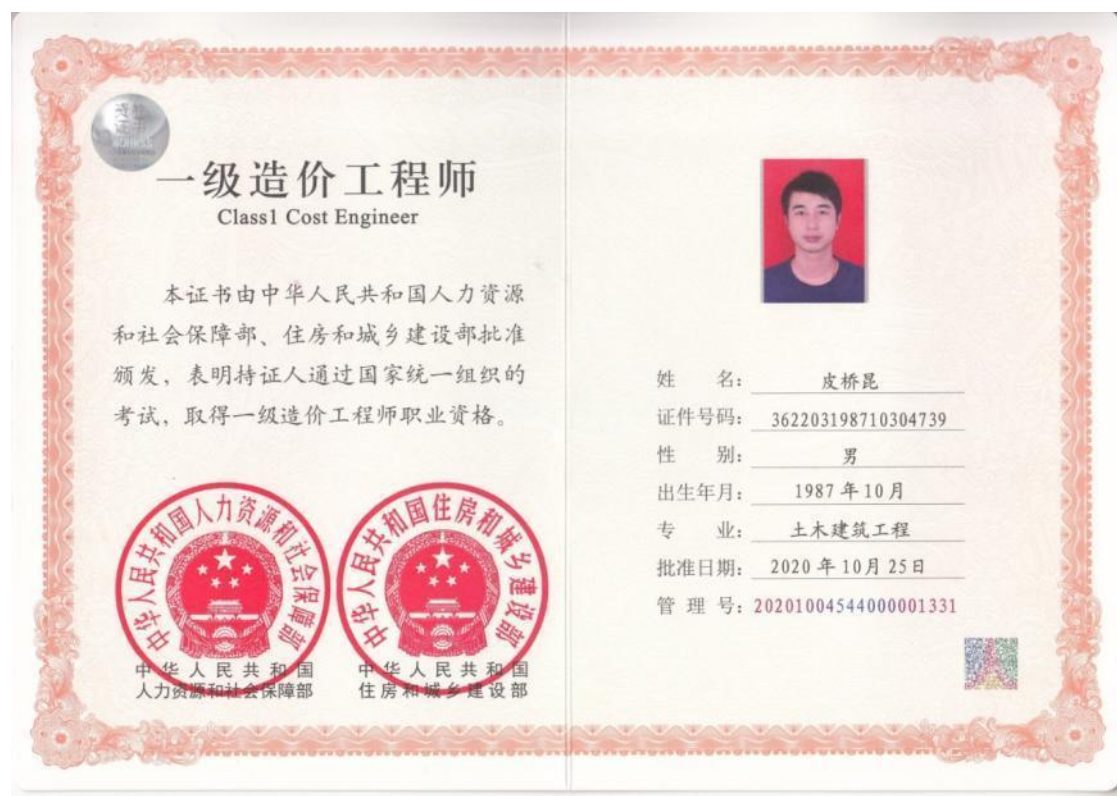 一级造价工程师
Class1 Cost Engineer
本证书由中华人民共和国人力资源
和社会保障部、住房和城乡建设部批准
颁发，表明持证人通过国家统一组织的
考试，取得一级造价工程师职业资格。
中华人民共和国人力资源和社会保障部
中华人民共和国住房和城乡建设部
中华人民共和国
人力资源和社会保障部
中华人民共和国
住房和城乡建设部
姓 名： 皮桥昆
证件号码： 362203198710304739
性 别： 男
出生年月： 1987年10月
专 业： 土木建筑工程
批准日期： 2020年10月25日
管 理 号： 20201004544000001331